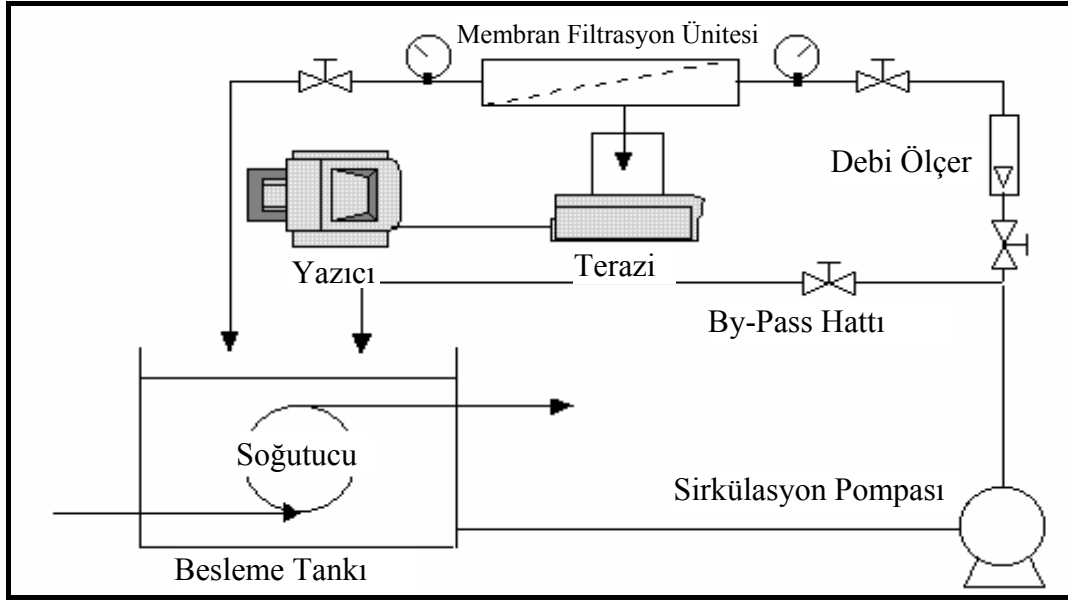 Membran Filtrasyon Ünitesi
Debi Ölçer
Yazıcı
Terazi
By-Pass Hattı
Soğutucu
Sirkülasyon Pompası
Besleme Tankı